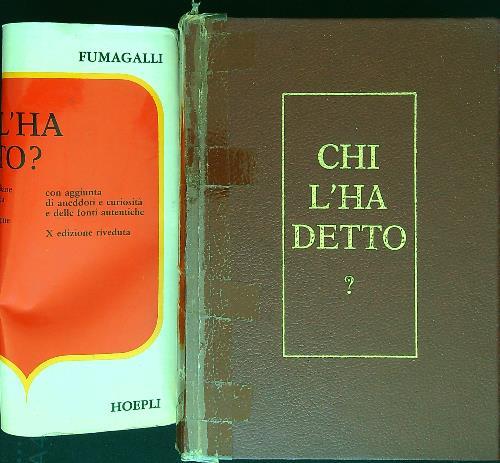 FUMAGALLI
L'HA
TO?
con aggiunta
di aneddoti e curiosità
e delle fonti autentiche
X edizione riveduta
HOEPLI
CHI
L'HA
DETTO
?